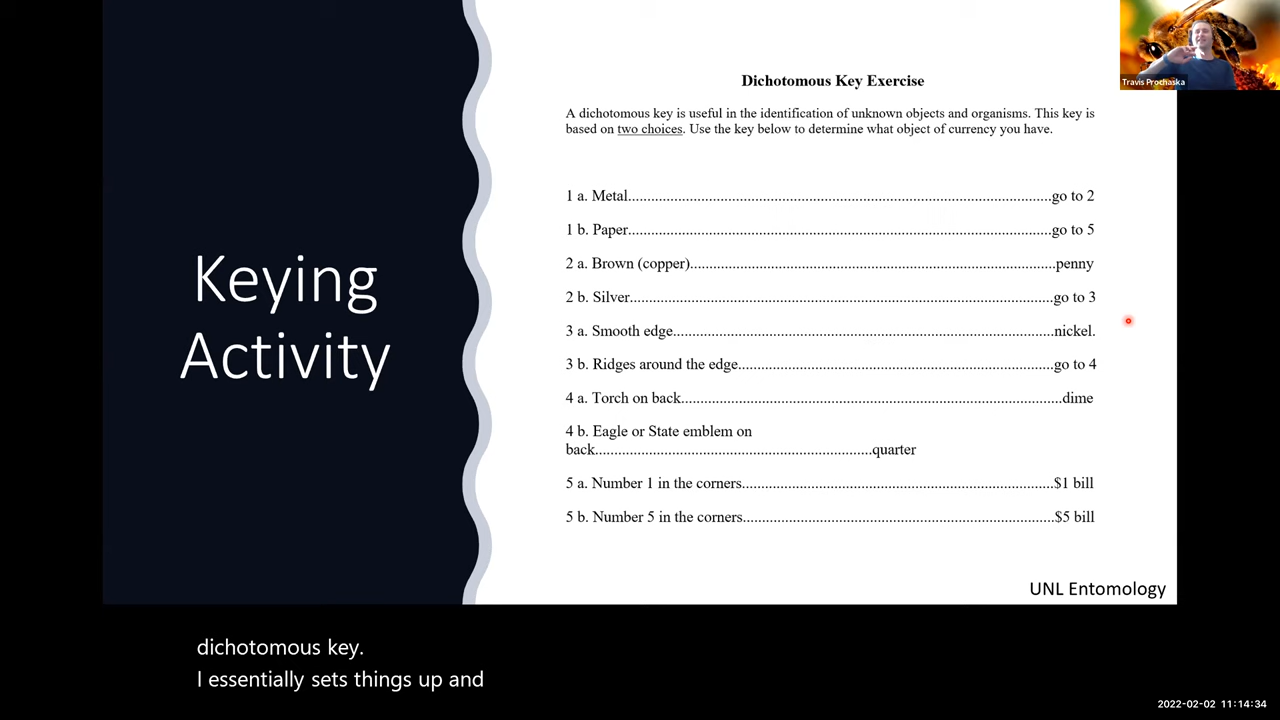 Keying
Activity
Dichotomous Key Exercise
A dichotomous key is useful in the identification of unknown objects and organisms. This key is
based on two choices. Use the key below to determine what object of currency you have.
1 a. Metal..........................................................................................................go to 2
1 b. Paper..........................................................................................................go to 5
2 a. Brown (copper)...........................................................................................penny
2 b. Silver..........................................................................................................go to 3
3 a. Smooth edge...............................................................................................nickel.
3 b. Ridges around the edge...............................................................................go to 4
4 a. Torch on back...............................................................................................dime
4 b. Eagle or State emblem on
back.....................................................................quarter
5 a. Number 1 in the corners..............................................................................$1 bill
5 b. Number 5 in the corners..............................................................................$5 bill
UNL Entomology
Travis Prochaska
dichotomous key.
I essentially sets things up and
2022-02-02 11:14:34